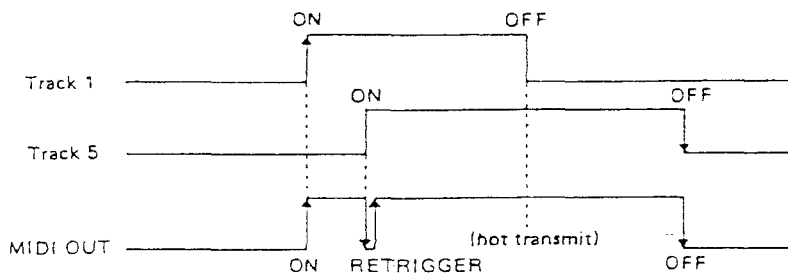 ON OFF
Track 1
ON OFF
Track 5
(hot transmit)
MIDI OUT
ON RETRIGGER OFF